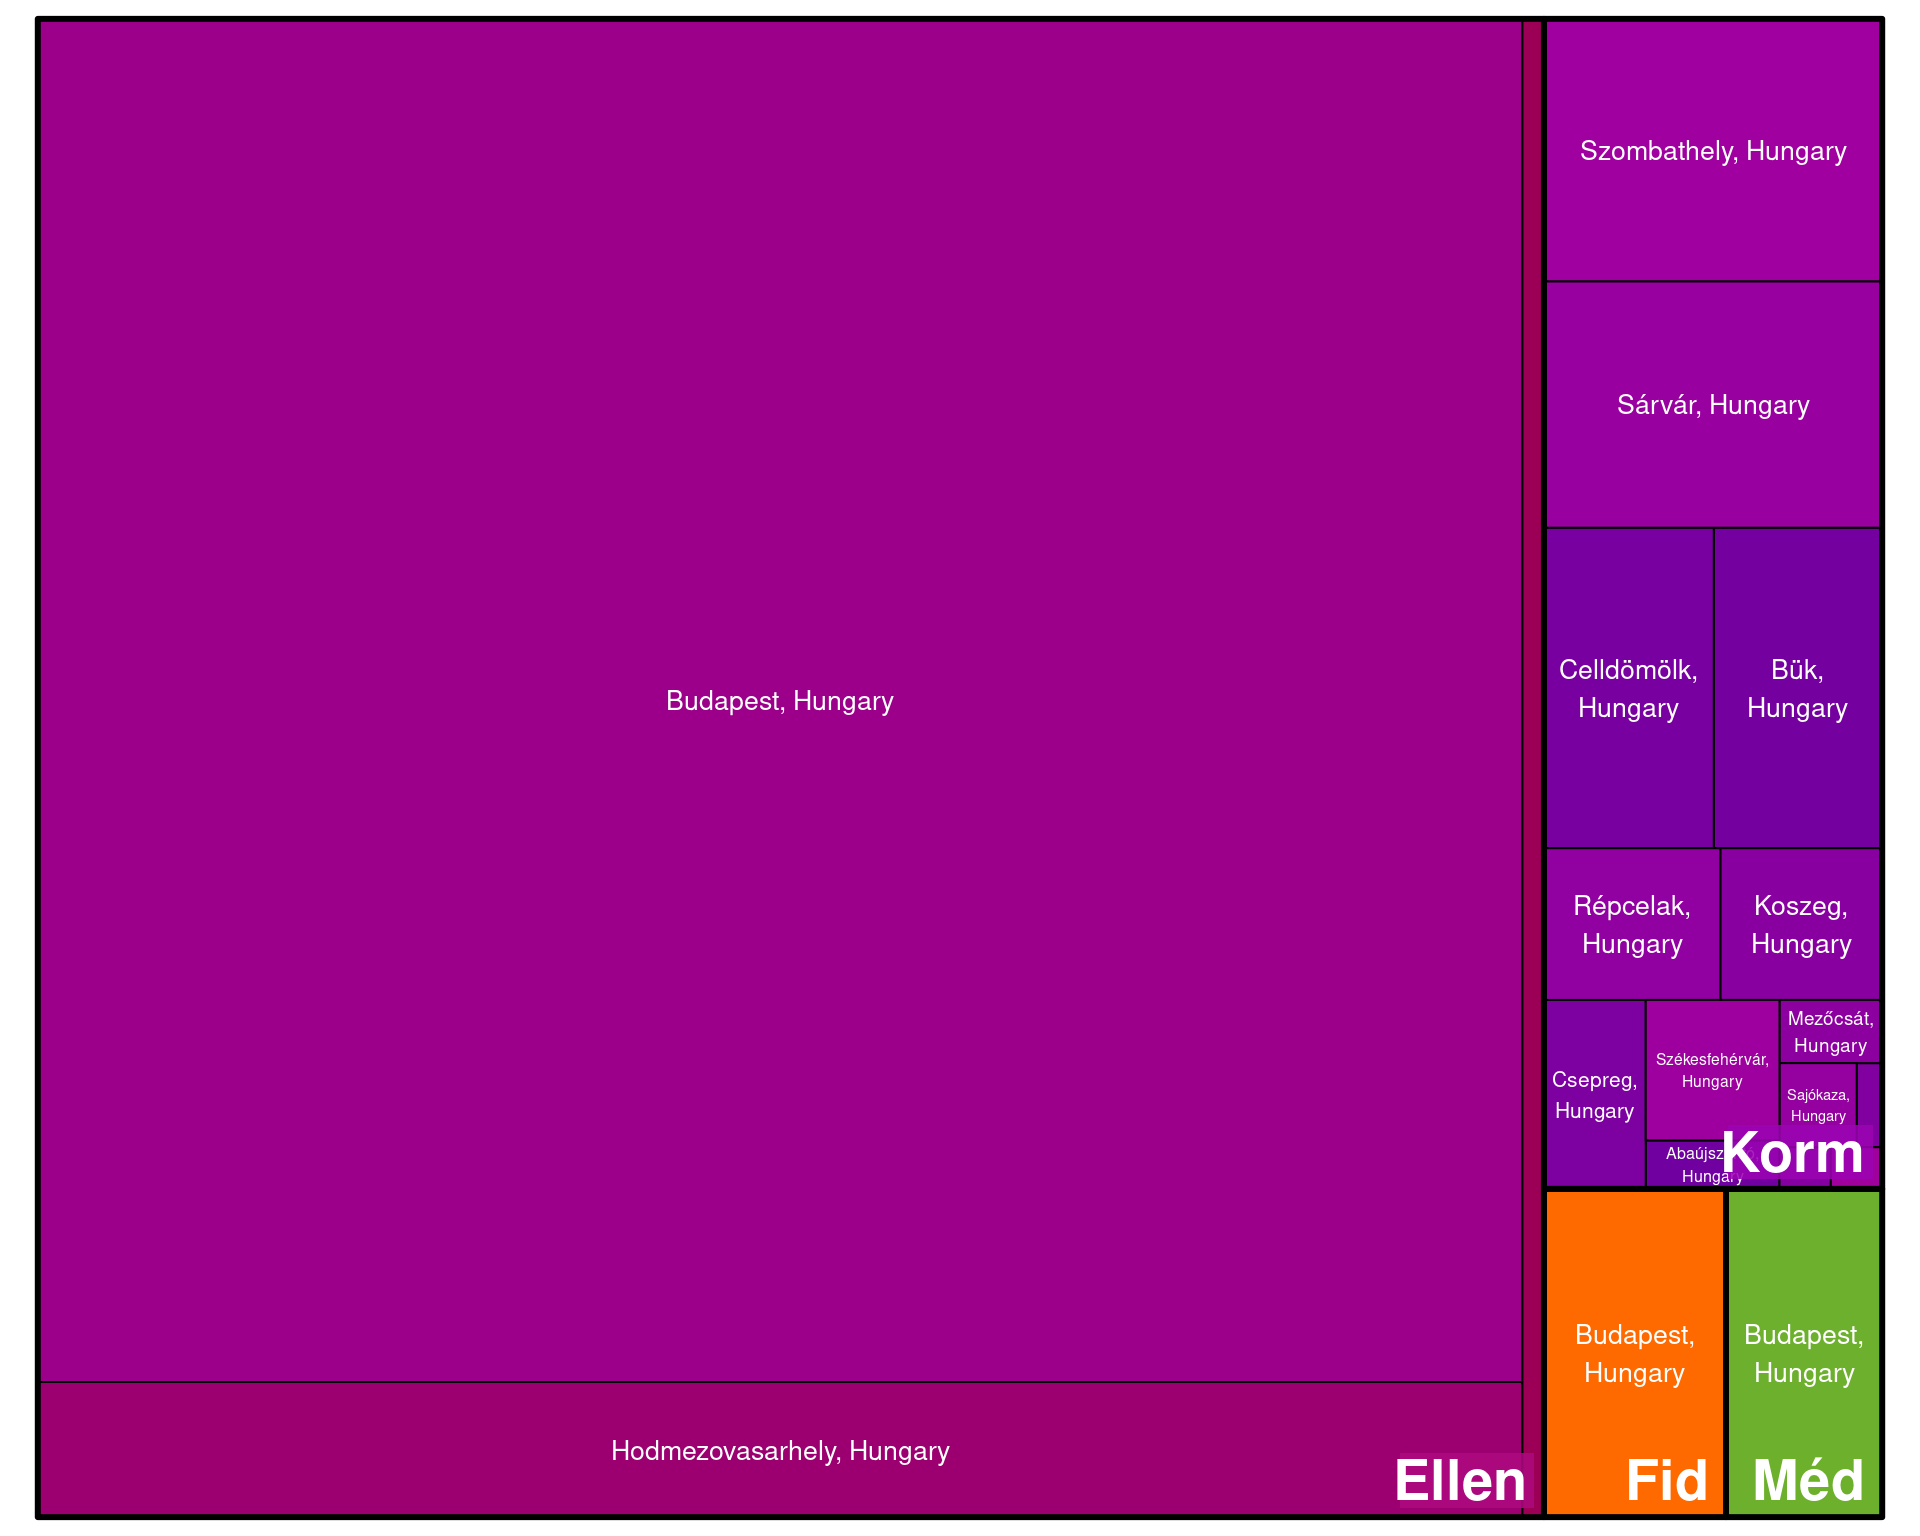 Budapest, Hungary
Hodmezovasarhely, Hungary
Ellen
Szombathely, Hungary
Sárvár, Hungary
Celldömölk,
Hungary
Bük,
Hungary
Répcelak,
Hungary
Koszeg,
Hungary
Csepreg,
Hungary
Székesfehérvár,
Hungary
Mezőcsát,
Hungary
Sajókaza,
Hungary
Hungary
Korm
Budapest,
Hungary
Fid
Budapest,
Hungary
Méd